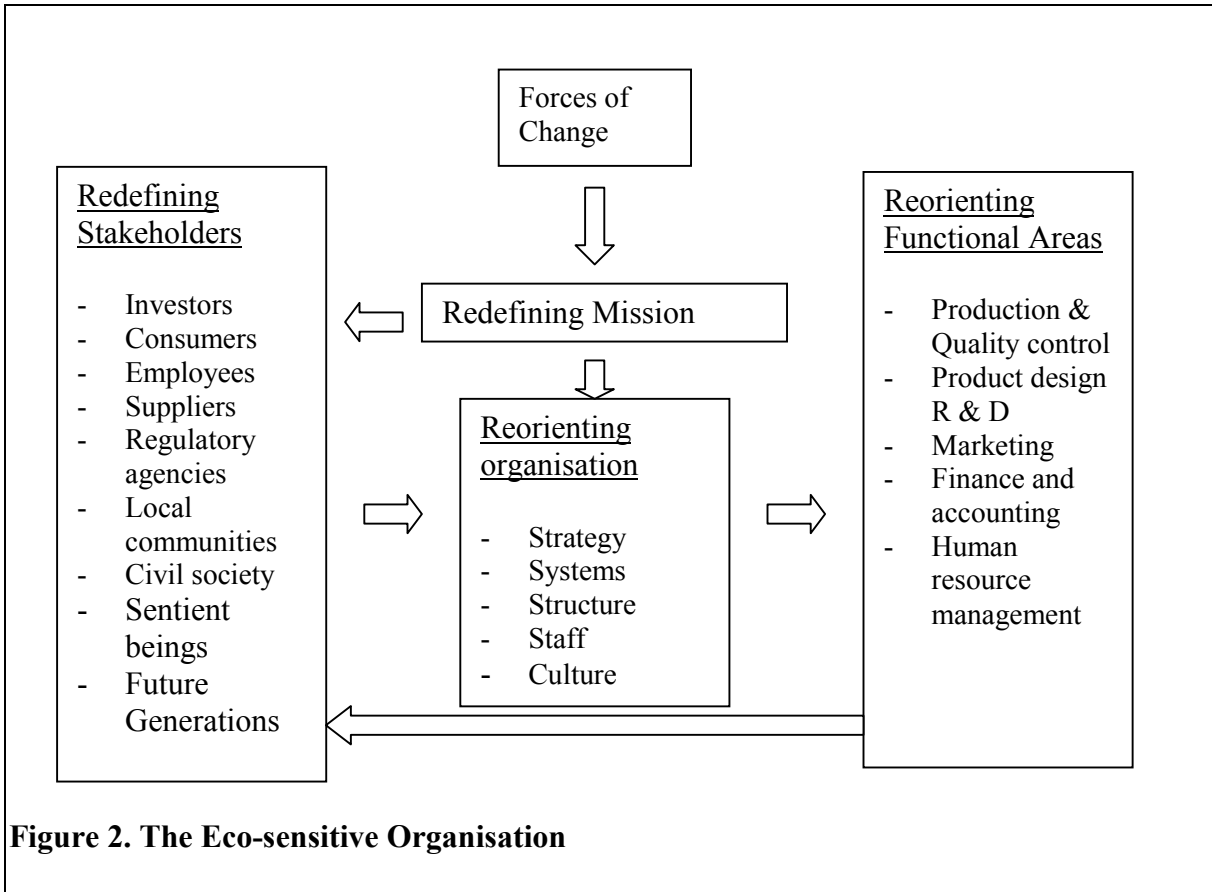 Forces of
Change
Redefining
Stakeholders
- Investors
- Consumers
- Employees
- Suppliers
- Regulatory
agencies
- Local
communities
- Civil society
- Sentient
beings
- Future
Generations
Redefining Mission
Reorienting
organisation
- Strategy
- Systems
- Structure
- Staff
- Culture
Reorienting
Functional Areas
- Production &
Quality control
- Product design
R & D
- Marketing
- Finance and
accounting
- Human
resource
management
Figure 2. The Eco-sensitive Organisation